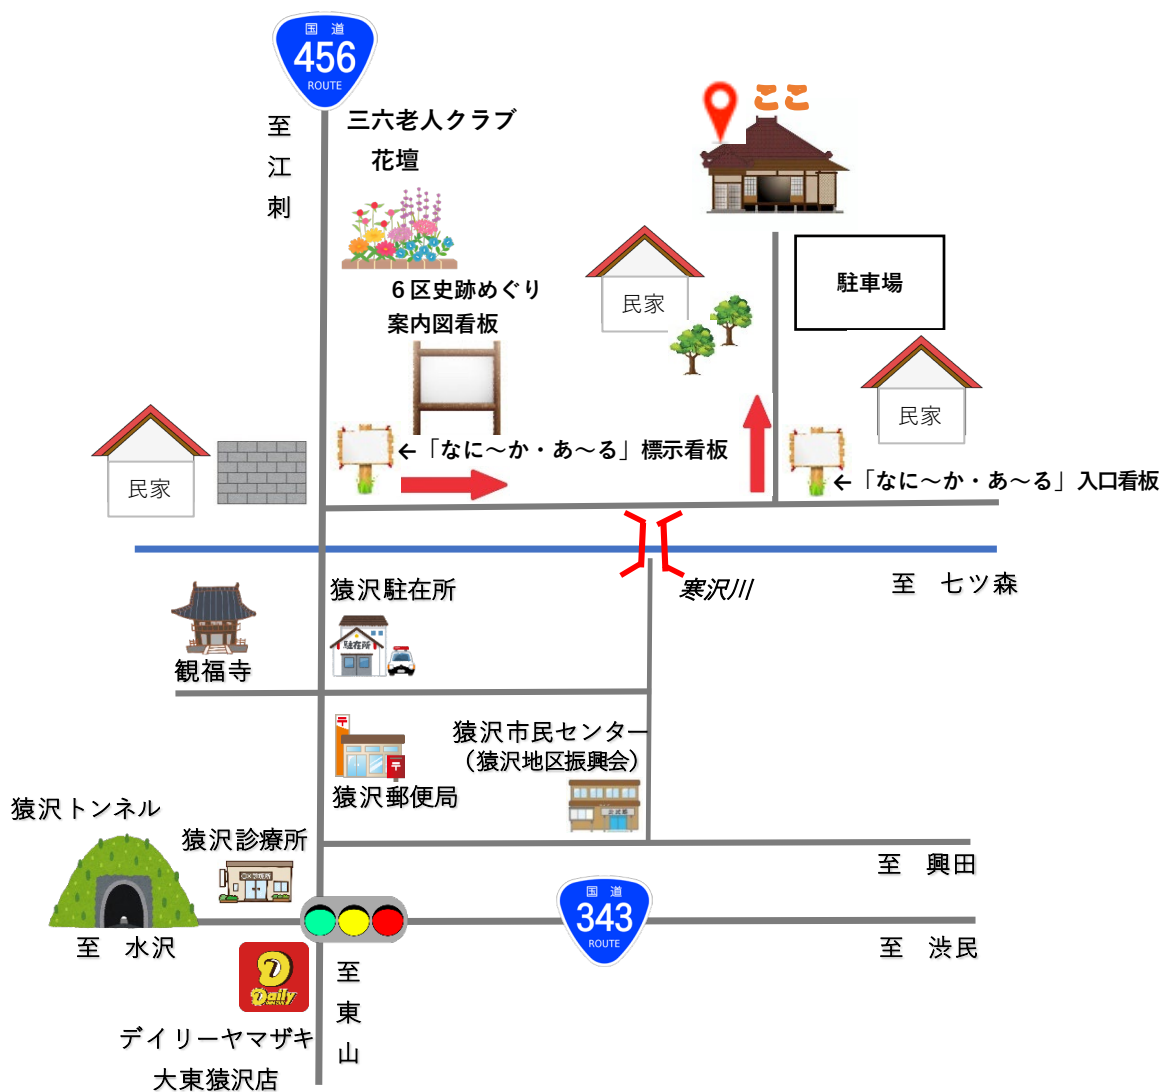 国道
456
ROUTE
至江刺
三六老人クラブ
花壇
ここ
6区史跡めぐり
案内図看板
民家
駐車場
民家
民家
←「なに～か・あ～る」標示看板
←「なに～か・あ～る」入口看板
寒沢川
至 七ツ森
観福寺
猿沢駐在所
駐在所
猿沢市民センター
（猿沢地区振興会）
猿沢郵便局
猿沢トンネル
猿沢診療所
至 興田
国道
343
ROUTE
至 水沢
至 渋民
至東山
Daily
デイリーヤマザキ
大東猿沢店